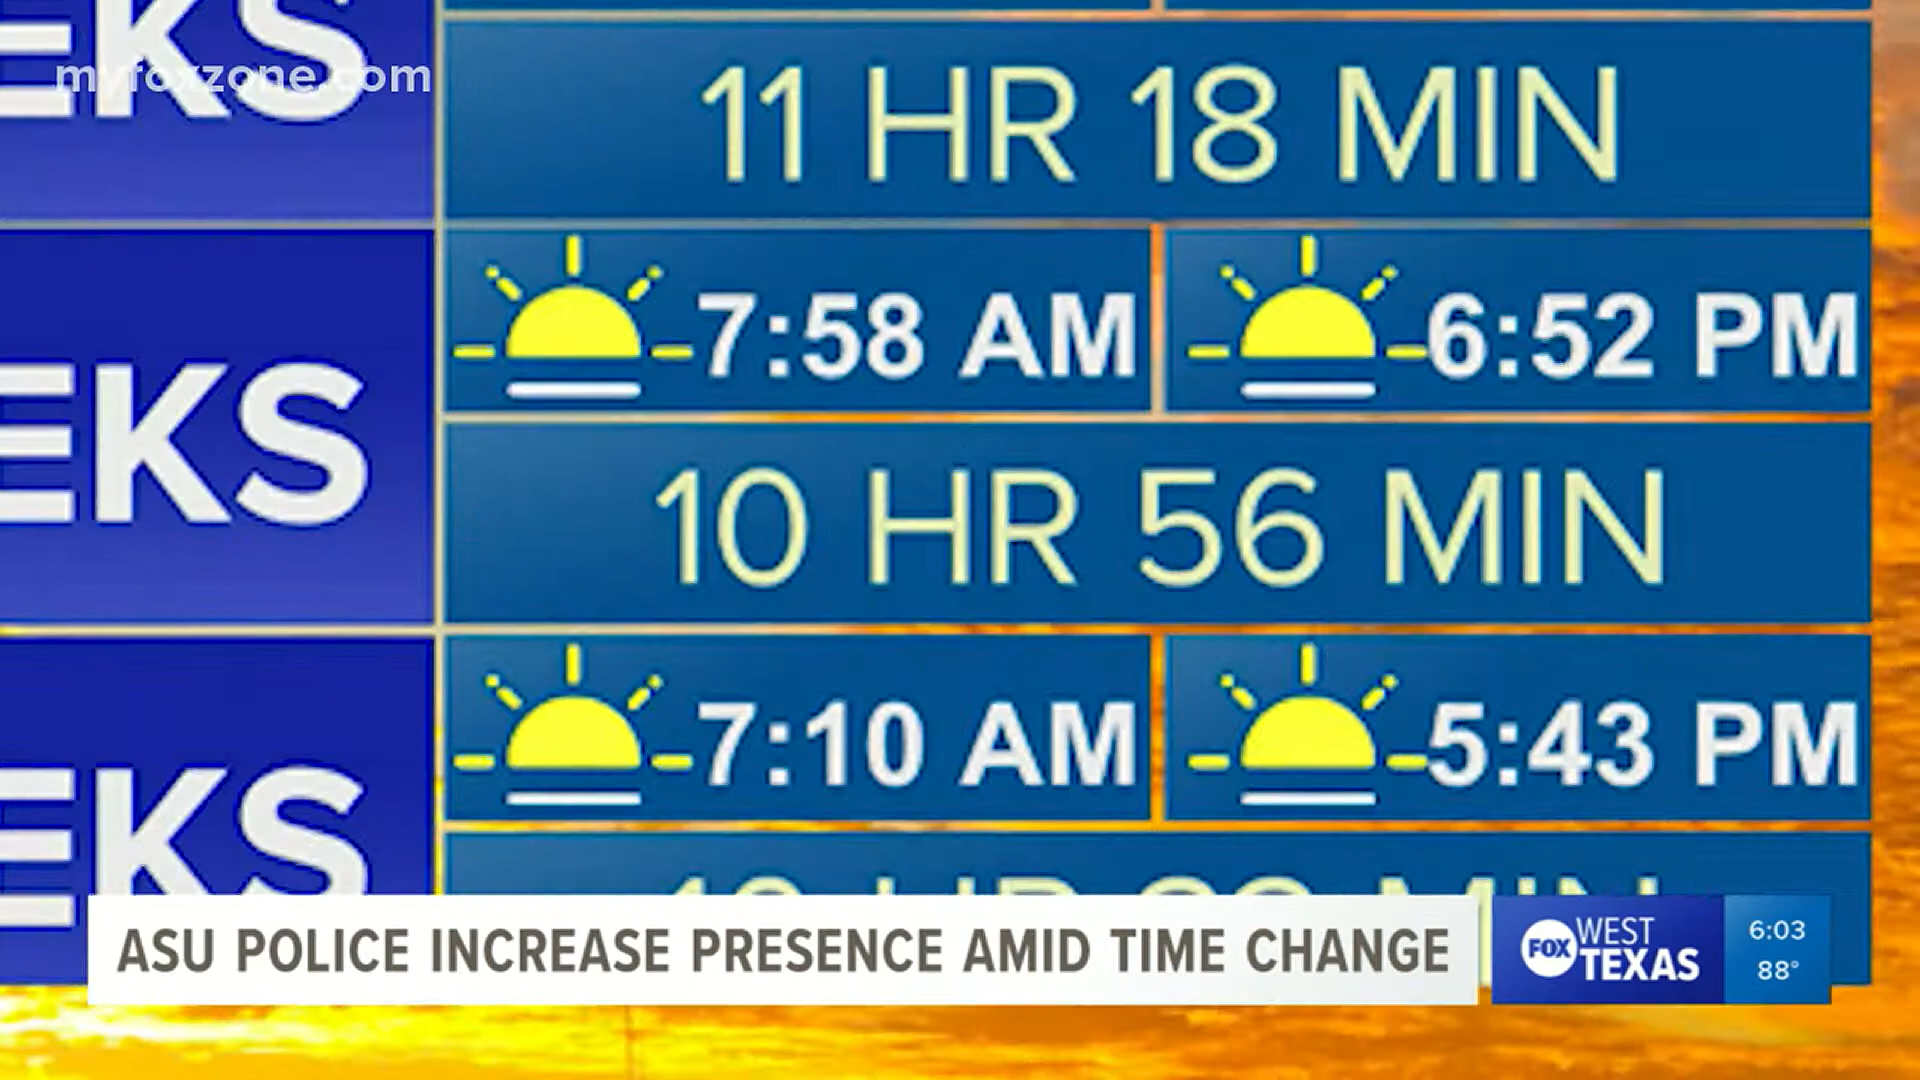 EKS
myfoxzone.com
11 HR 18 MIN
7:58 AM
6:52 PM
EKS
10 HR 56 MIN
7:10 AM
5:43 PM
EKS
ASU POLICE INCREASE PRESENCE AMID TIME CHANGE
FOX
WEST
TEXAS
6:03
88°